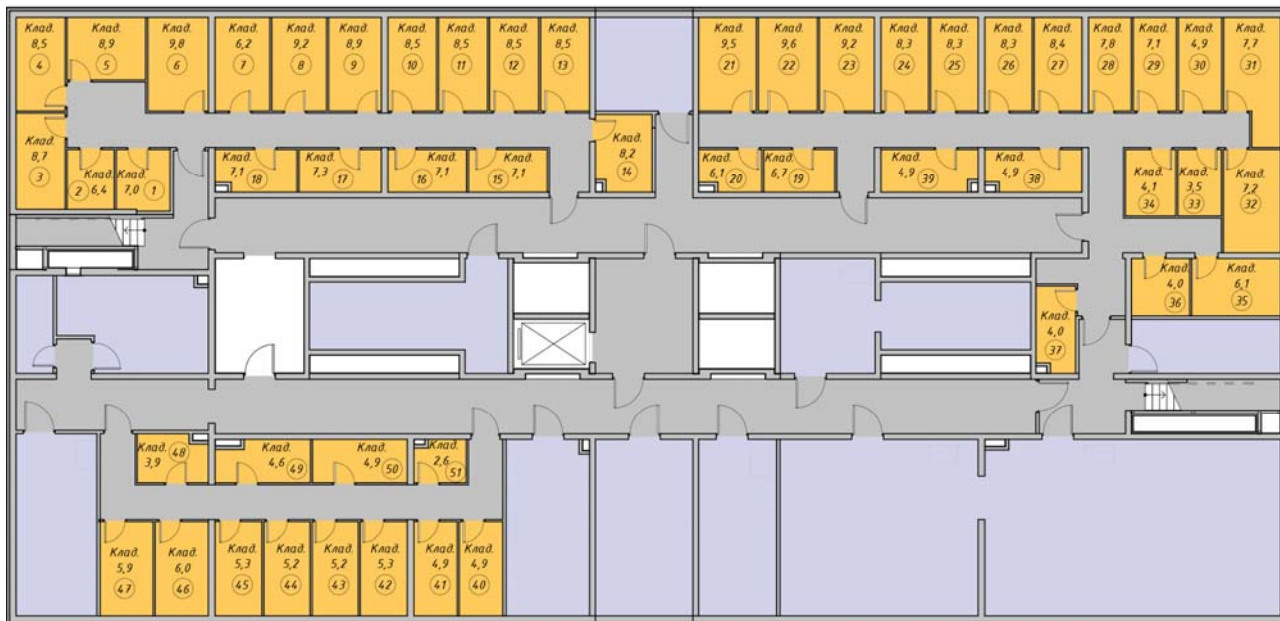 Клад.
8,5
4
Клад.
8,9
5
Клад.
9,8
6
Клад.
6,2
7
Клад.
9,2
8
Клад.
8,9
9
Клад.
8,5
10
Клад.
8,5
11
Клад.
8,5
12
Клад.
8,5
13
Клад.
9,5
21
Клад.
9,6
22
Клад.
9,2
23
Клад.
8,3
24
Клад.
8,3
25
Клад.
8,3
26
Клад.
8,4
27
Клад.
7,8
28
Клад.
7,1
29
Клад.
4,9
30
Клад.
7,7
31
Клад.
8,7
3
Клад.
2 6,4
Клад.
7,0 1
Клад.
7,1 18
Клад.
7,3 17
Клад.
16 7,1
Клад.
15 7,1
Клад.
8,2
14
Клад.
6,1 20
Клад.
6,7 19
Клад.
4,9 39
Клад.
4,9 38
Клад.
4,1
34
Клад.
3,5
33
Клад.
7,2
32
Клад.
4,0
36
Клад.
6,1
35
Клад.
4,0
37
Клад. 48
3,9
Клад.
4,6 49
Клад.
4,9 50
Клад.
2,6 51
Клад.
5,9
47
Клад.
6,0
46
Клад.
5,3
45
Клад.
5,2
44
Клад.
5,2
43
Клад.
5,3
42
Клад.
4,9
41
Клад.
4,9
40